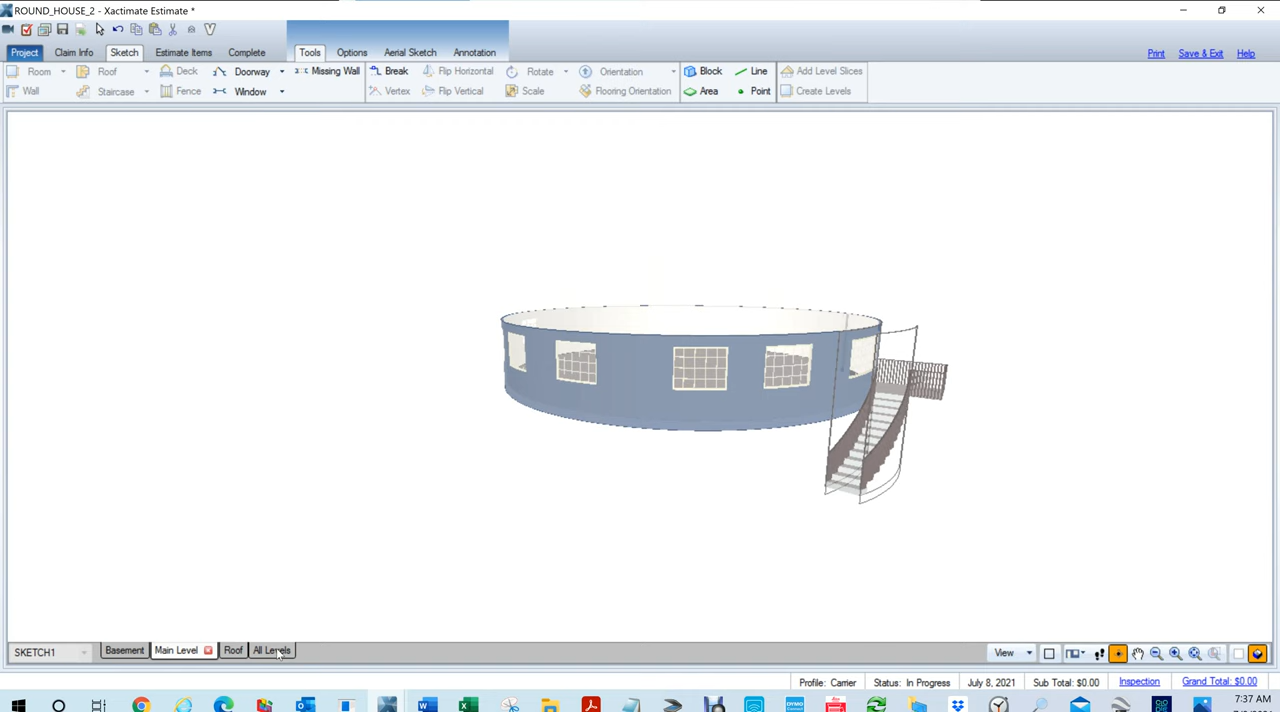 ROUND_HOUSE_2 - Xactimate Estimate *
Project Claim Info Sketch Estimate Items Complete Tools Options Aerial Sketch Annotation Print Save & Exit Help
Room Roof Deck Doorway Missing Wall Break Flip Horizontal Rotate Orientation Block Line Add Level Slices
Wall Staircase Fence Window Vertex Flip Vertical Scale Flooring Orientation Area Point Create Levels
SKETCH1 Basement Main Level Roof All Levels View
Profile: Carrier Status: In Progress July 8, 2021 Sub Total: $0.00 Inspection Grand Total: $0.00
7:37 AM